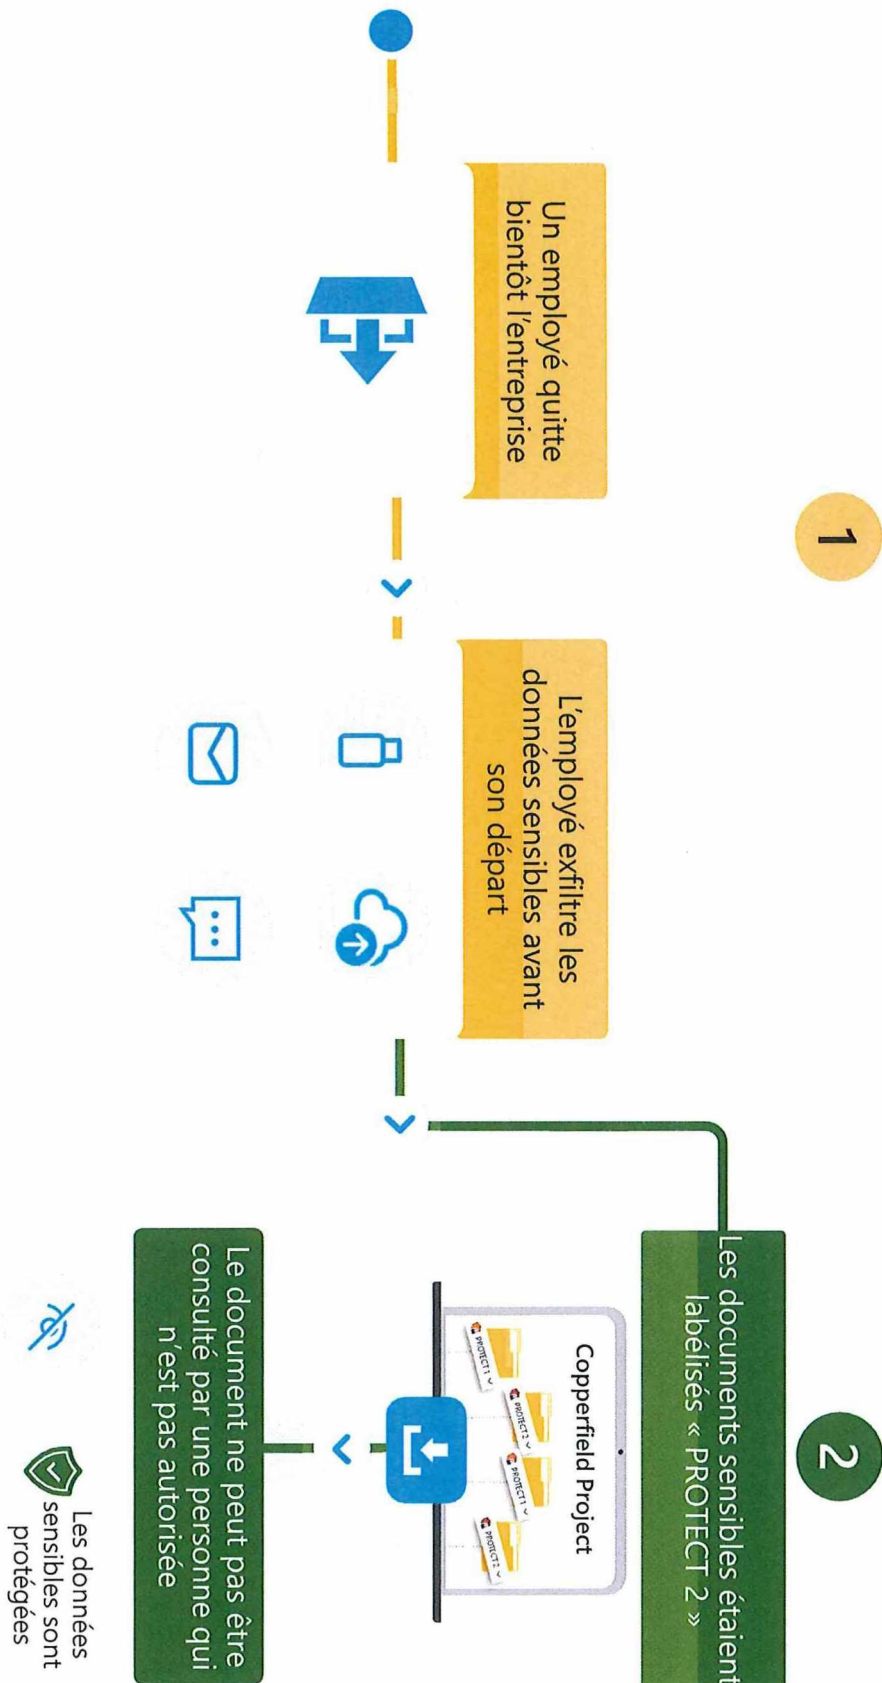 1
Un employé quitte
bientôt l'entreprise
L'employé exfiltre les
données sensibles avant
son départ
2
Les documents sensibles étaient
labélisés « PROTECT 2 »
Copperfield Project
PROTECT 1
PROTECT 2
PROTECT 1
PROTECT 2
Le document ne peut pas être
consulté par une personne qui
n'est pas autorisée
Les données
sensibles sont
protégées